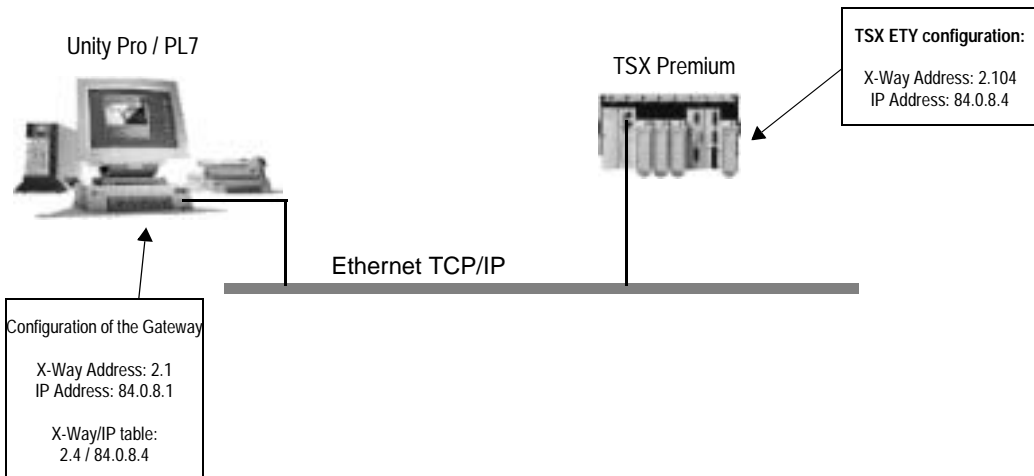 Unity Pro / PL7
TSX Premium
TSX ETY configuration:
X-Way Address: 2.104
IP Address: 84.0.8.4
Ethernet TCP/IP
Configuration of the Gateway
X-Way Address: 2.1
IP Address: 84.0.8.1
X-Way/IP table:
2.4 / 84.0.8.4